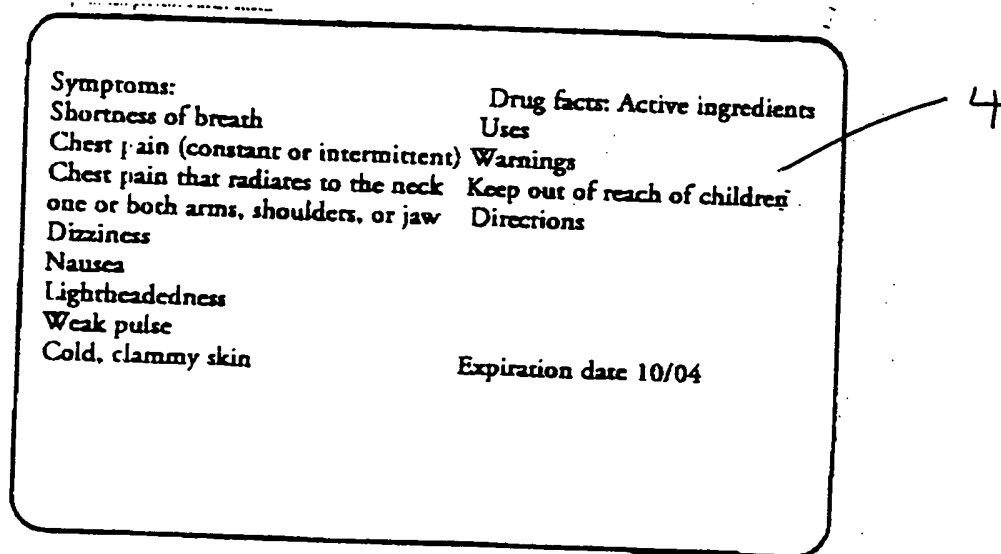 Symptoms:
Shortness of breath
Chest pain (constant or intermittent)
Chest pain that radiates to the neck
one or both arms, shoulders, or jaw
Dizziness
Nausea
Lightheadedness
Weak pulse
Cold, clammy skin
Drug facts: Active ingredients
Uses
Warnings
Keep out of reach of children
Directions
Expiration date 10/04
4